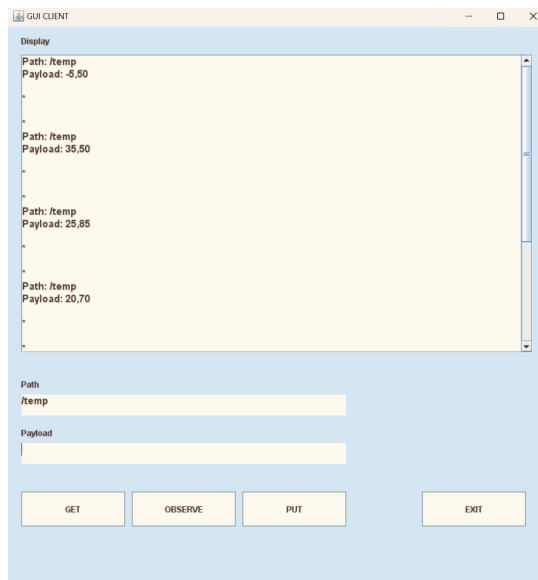 GUI CLIENT
Display
Path: /temp
Payload: -5,50
*
*
Path: /temp
Payload: 35,50
*
*
Path: /temp
Payload: 25,85
*
*
Path: /temp
Payload: 20,70
*
*
Path
/temp
Payload
GET OBSERVE PUT EXIT